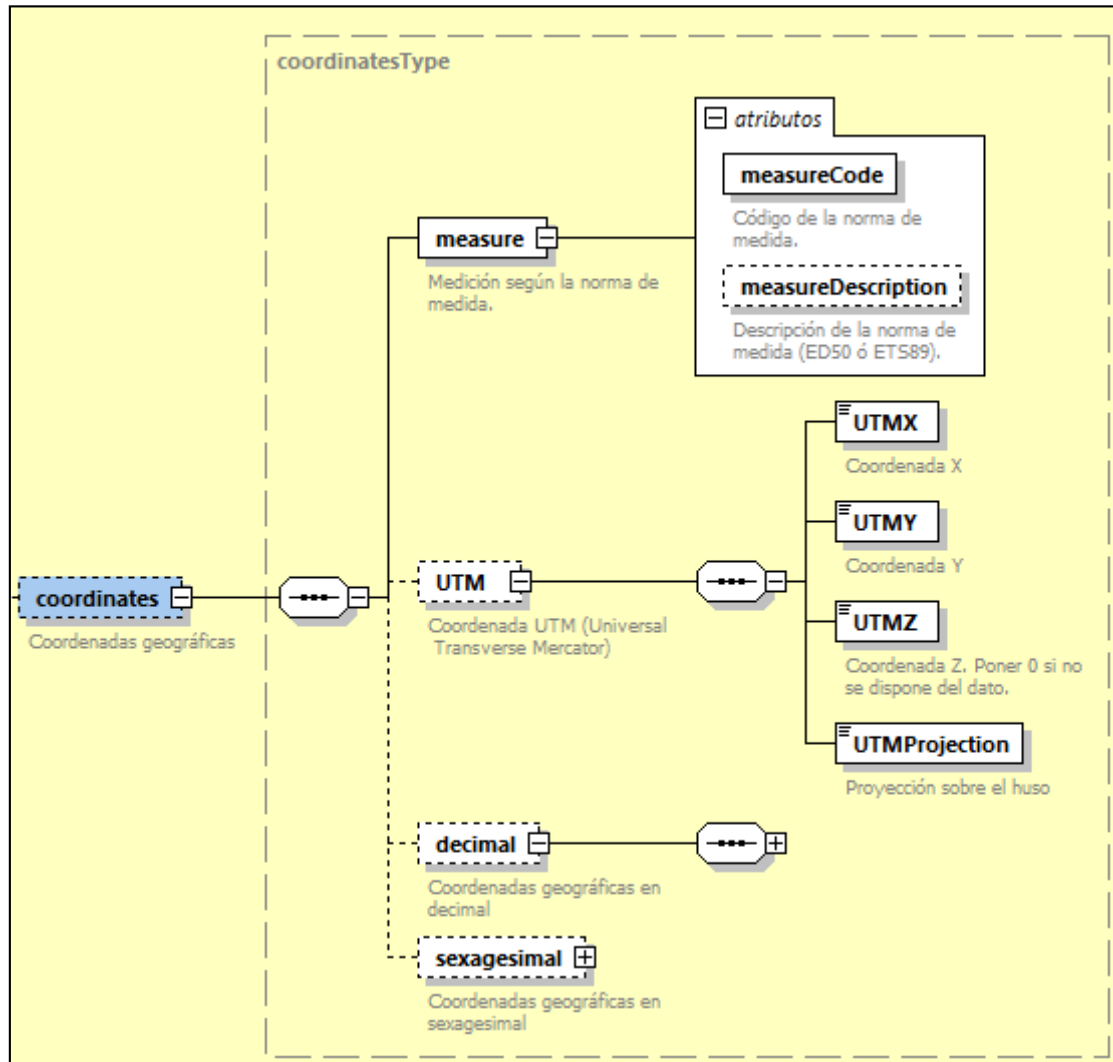 coordinatesType
atributos
measureCode
Código de la norma de
medida.
measure
Medición según la norma de
medida.
measureDescription
Descripción de la norma de
medida (ED50 ó ETS89).
UTMX
Coordenada X
UTMY
Coordenada Y
coordinates
Coordenadas geográficas
UTM
Coordenada UTM (Universal
Transverse Mercator)
UTMZ
Coordenada Z. Poner 0 si no
se dispone del dato.
UTMProjection
Proyección sobre el huso
decimal
Coordenadas geográficas en
decimal
sexagesimal
Coordenadas geográficas en
sexagesimal